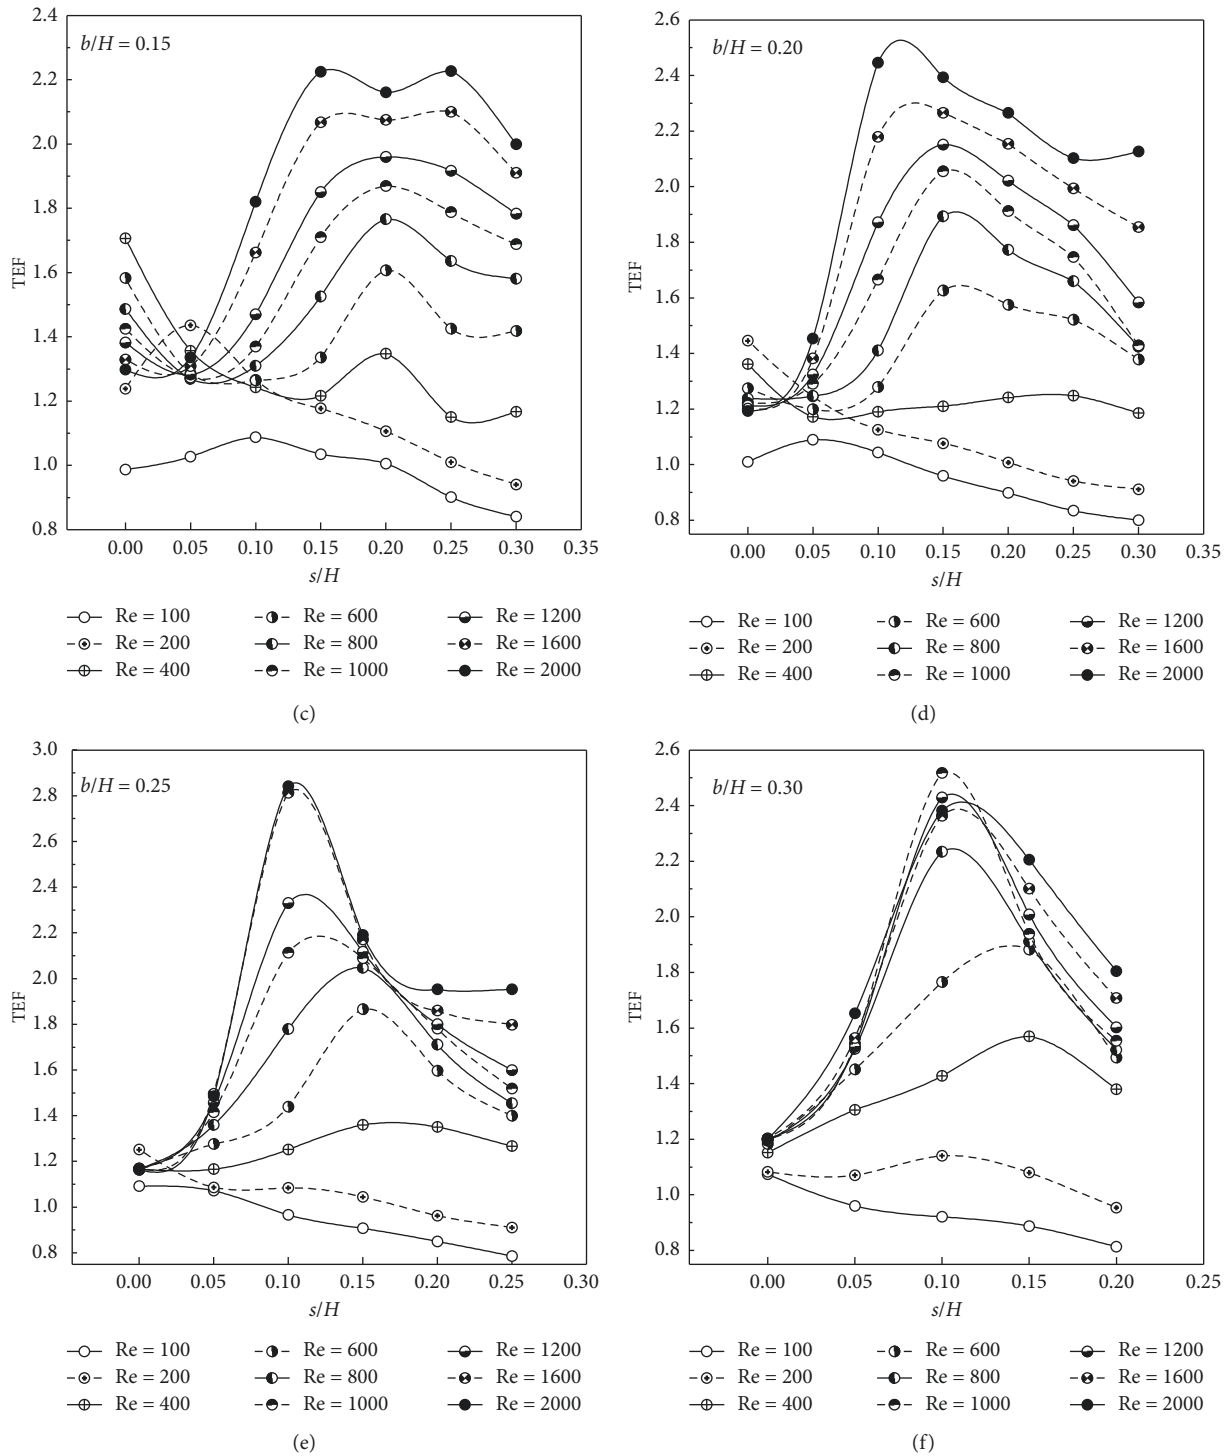 b/H = 0.15
TEF
2.4
2.2
2.0
1.8
1.6
1.4
1.2
1.0
0.8
0.00 0.05 0.10 0.15 0.20 0.25 0.30 0.35
s/H
Re = 100 Re = 600 Re = 1200
Re = 200 Re = 800 Re = 1600
Re = 400 Re = 1000 Re = 2000
(c)
b/H = 0.20
TEF
2.6
2.4
2.2
2.0
1.8
1.6
1.4
1.2
1.0
0.8
0.00 0.05 0.10 0.15 0.20 0.25 0.30 0.35
s/H
Re = 100 Re = 600 Re = 1200
Re = 200 Re = 800 Re = 1600
Re = 400 Re = 1000 Re = 2000
(d)
b/H = 0.25
TEF
3.0
2.8
2.6
2.4
2.2
2.0
1.8
1.6
1.4
1.2
1.0
0.8
0.00 0.05 0.10 0.15 0.20 0.25 0.30
s/H
Re = 100 Re = 600 Re = 1200
Re = 200 Re = 800 Re = 1600
Re = 400 Re = 1000 Re = 2000
(e)
b/H = 0.30
TEF
2.6
2.4
2.2
2.0
1.8
1.6
1.4
1.2
1.0
0.8
0.00 0.05 0.10 0.15 0.20 0.25
s/H
Re = 100 Re = 600 Re = 1200
Re = 200 Re = 800 Re = 1600
Re = 400 Re = 1000 Re = 2000
(f)